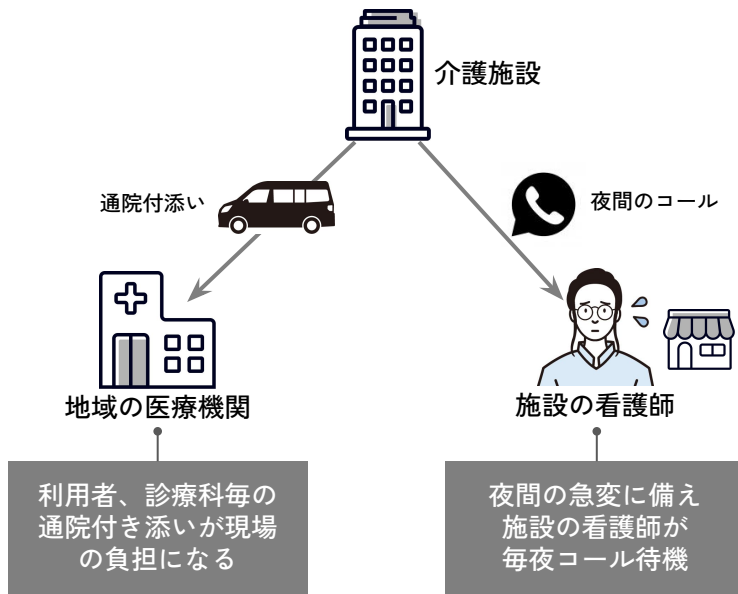 介護施設
通院付添い
夜間のコール
地域の医療機関
施設の看護師
利用者、診療科毎の
通院付き添いが現場
の負担になる
夜間の急変に備え
施設の看護師が
毎夜コール待機